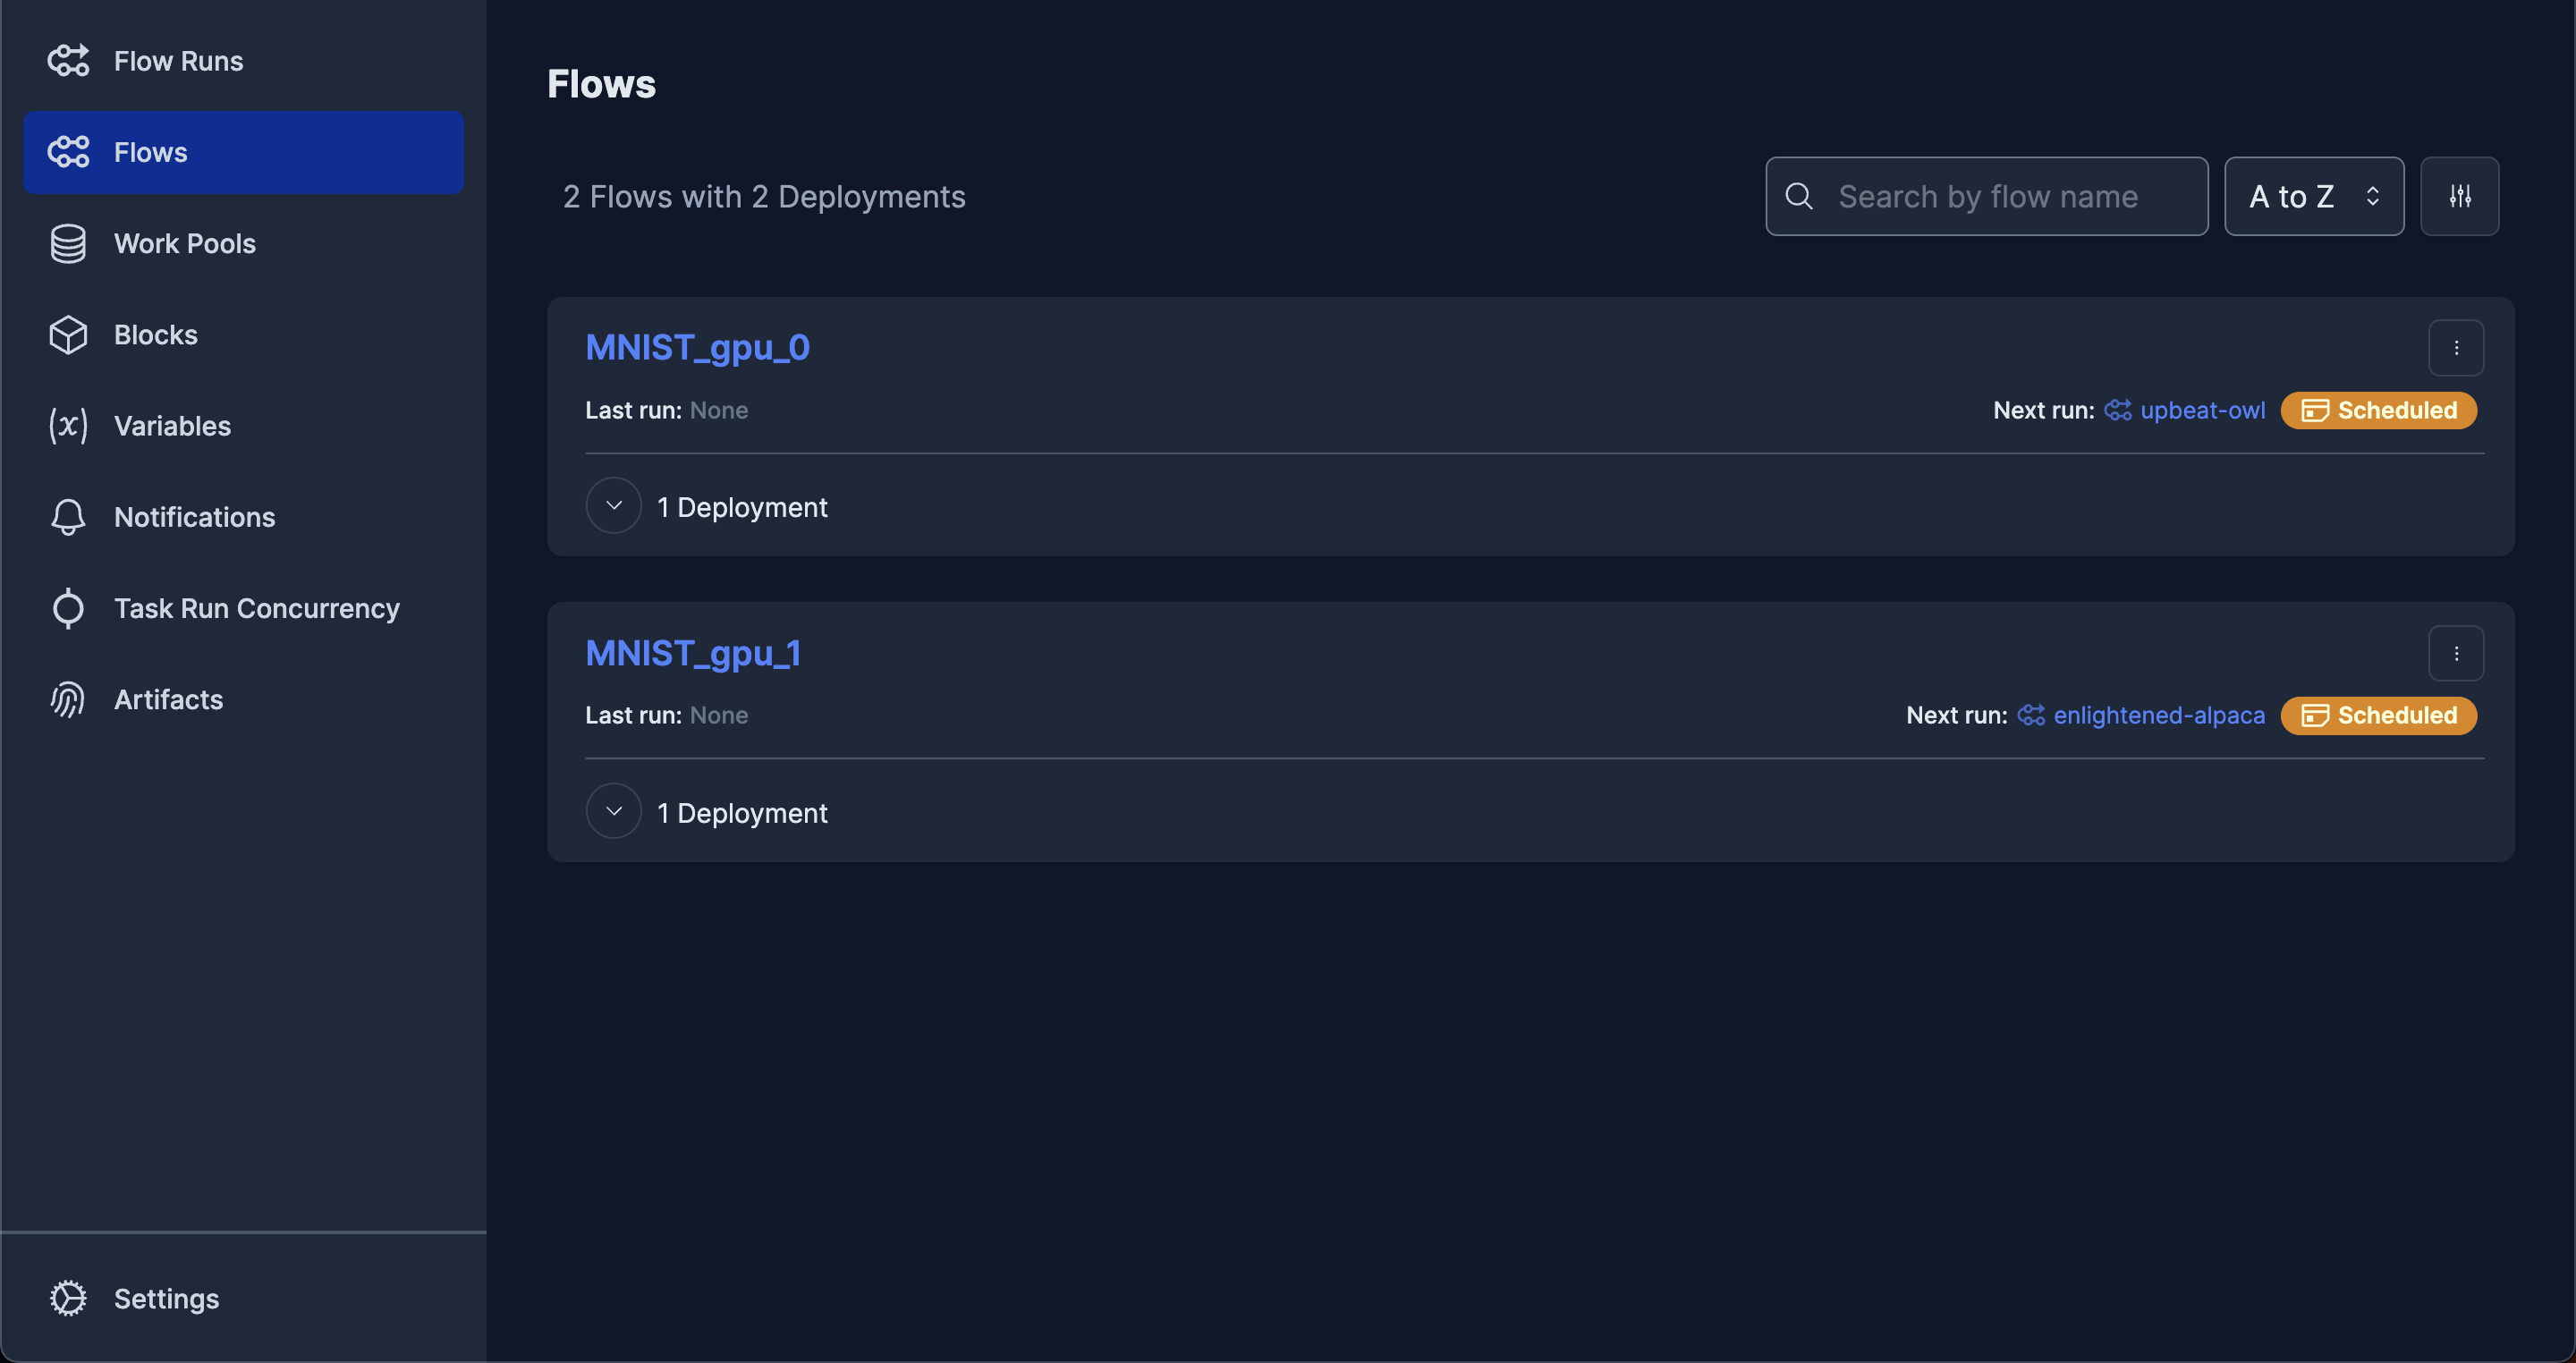 Flow Runs
Flows
Work Pools
Blocks
(x) Variables
Notifications
Task Run Concurrency
Artifacts
Settings
Flows
2 Flows with 2 Deployments
Search by flow name
A to Z
MNIST_gpu_0
Last run: None
Next run: upbeat-owl Scheduled
1 Deployment
MNIST_gpu_1
Last run: None
Next run: enlightened-alpaca Scheduled
1 Deployment